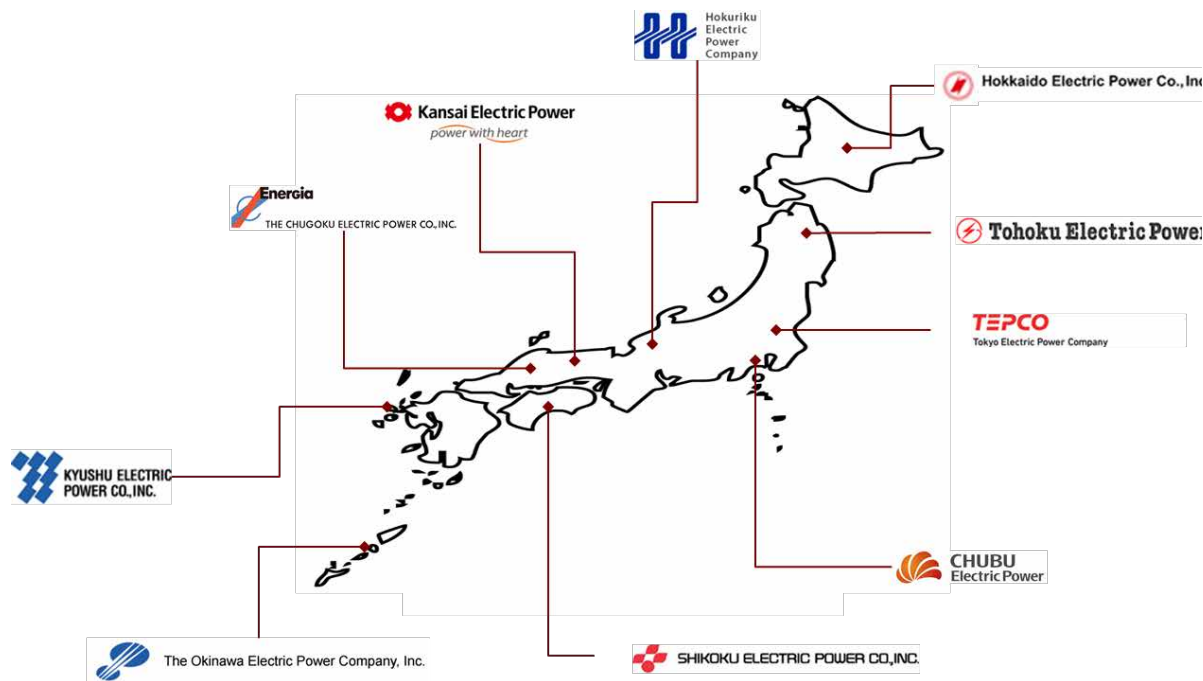 Hokuriku
Electric
Power
Company
Hokkaido Electric Power Co., Inc
Kansai Electric Power
power with heart
Energia
THE CHUGOKU ELECTRIC POWER CO., INC.
Tohoku Electric Power
TEPCO
Tokyo Electric Power Company
KYUSHU ELECTRIC
POWER CO., INC.
CHUBU
Electric Power
The Okinawa Electric Power Company, Inc.
SHIKOKU ELECTRIC POWER CO., INC.